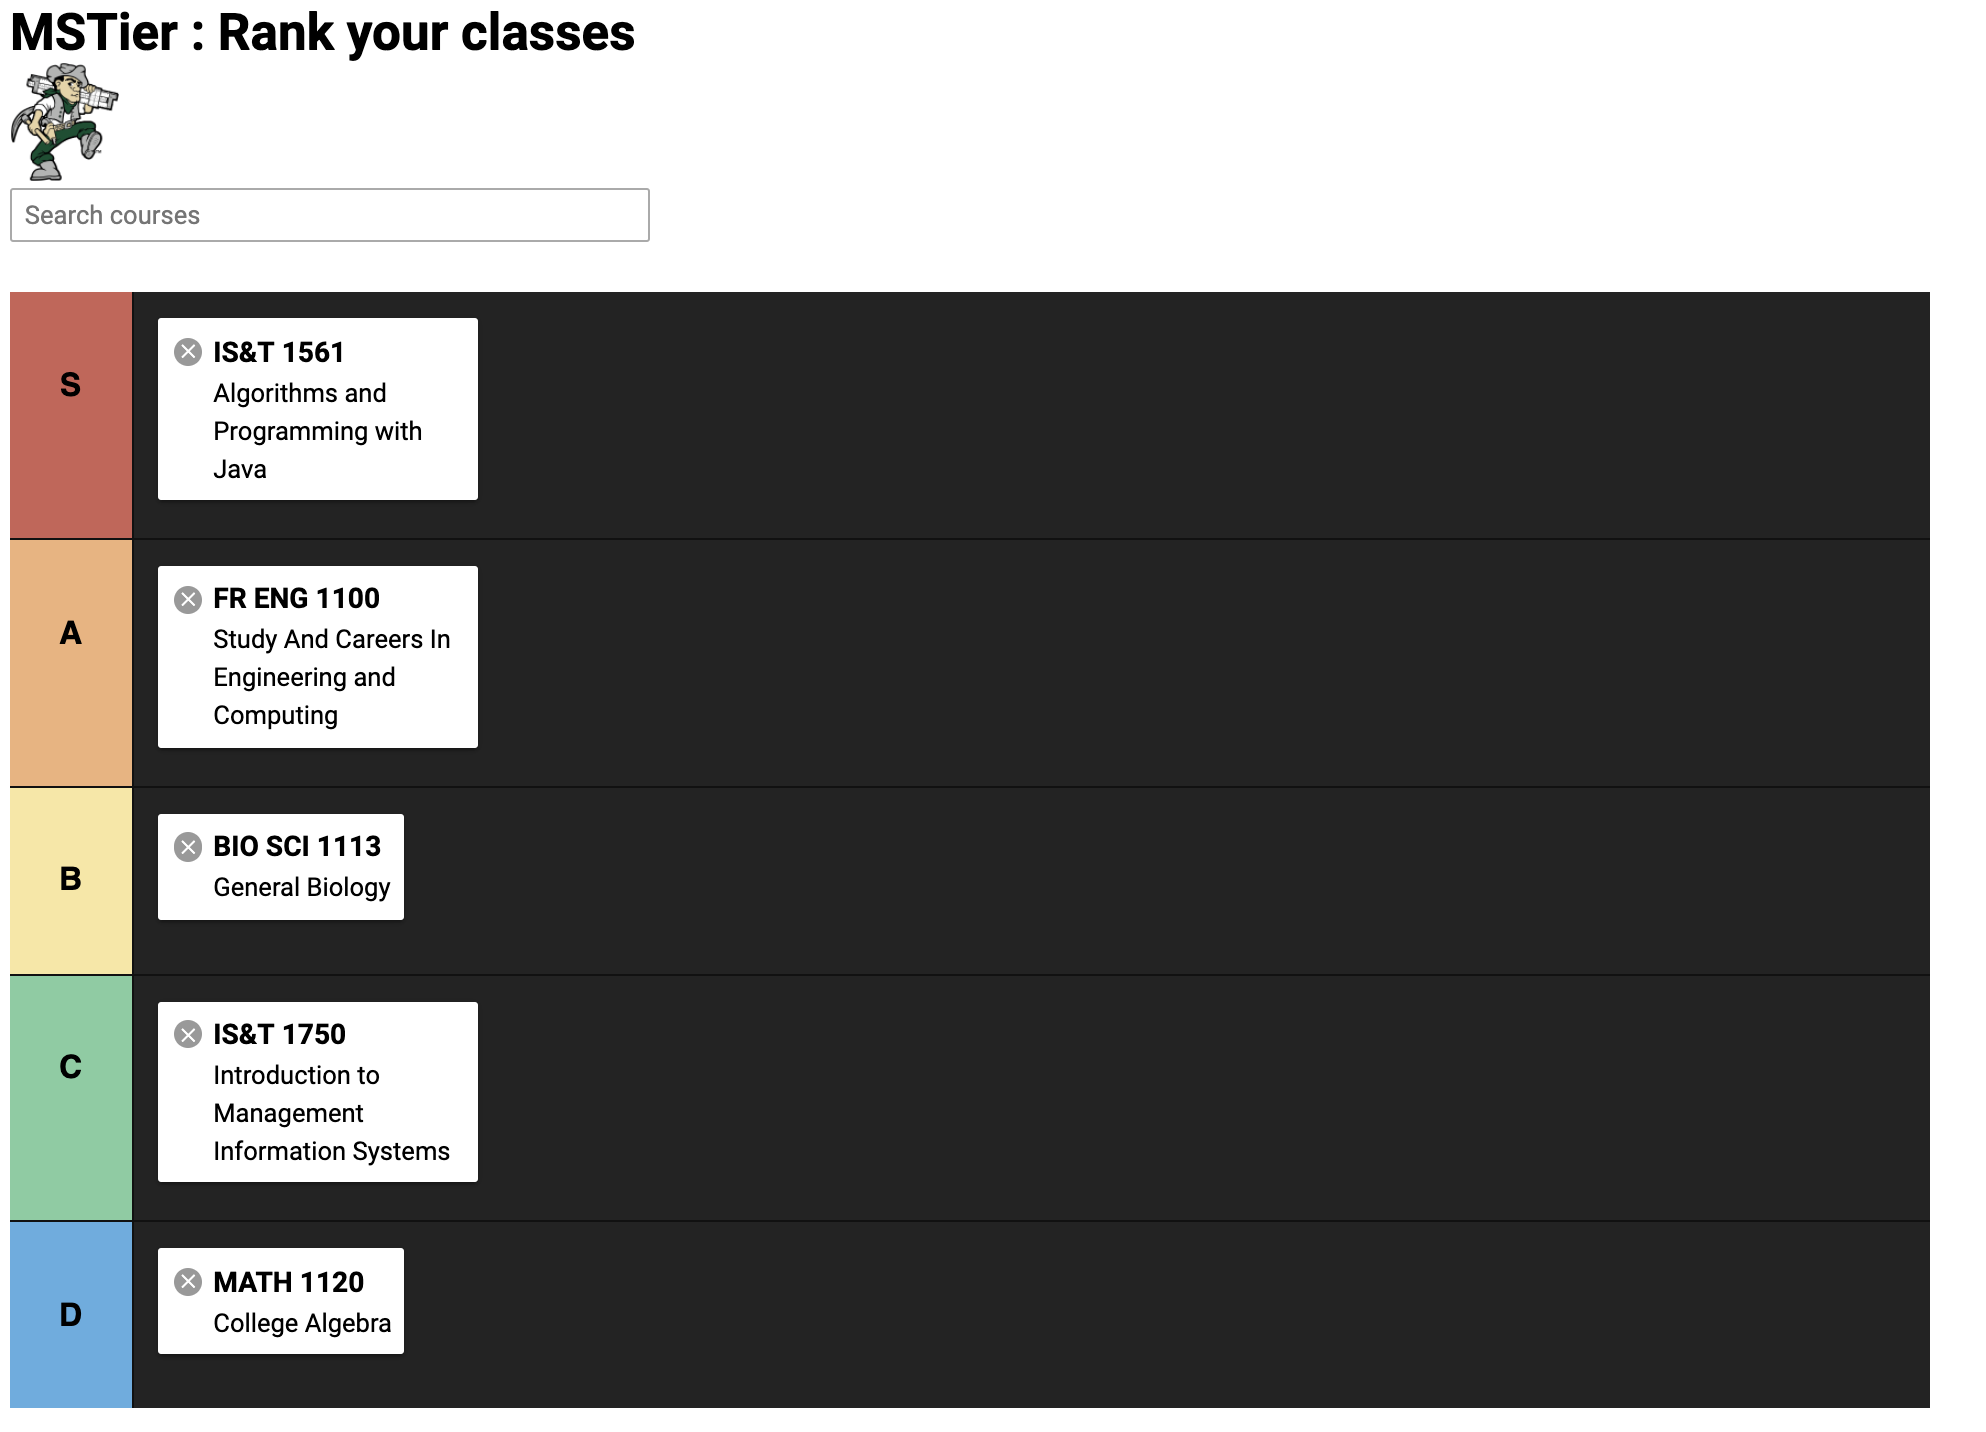 MSTier : Rank your classes
Search courses
S
IS&T 1561
Algorithms and
Programming with
Java
A
FR ENG 1100
Study And Careers In
Engineering and
Computing
B
BIO SCI 1113
General Biology
C
IS&T 1750
Introduction to
Management
Information Systems
D
MATH 1120
College Algebra